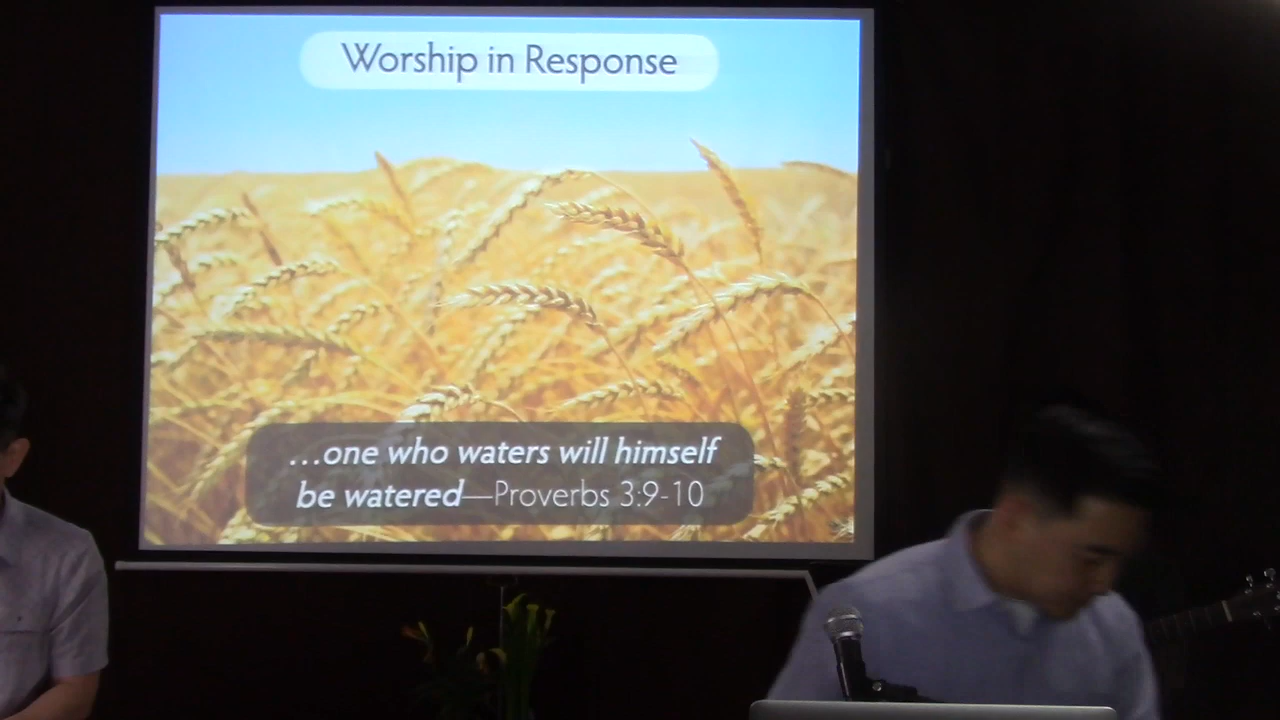 Worship in Response
…one who waters will himself
be watered—Proverbs 3:9-10